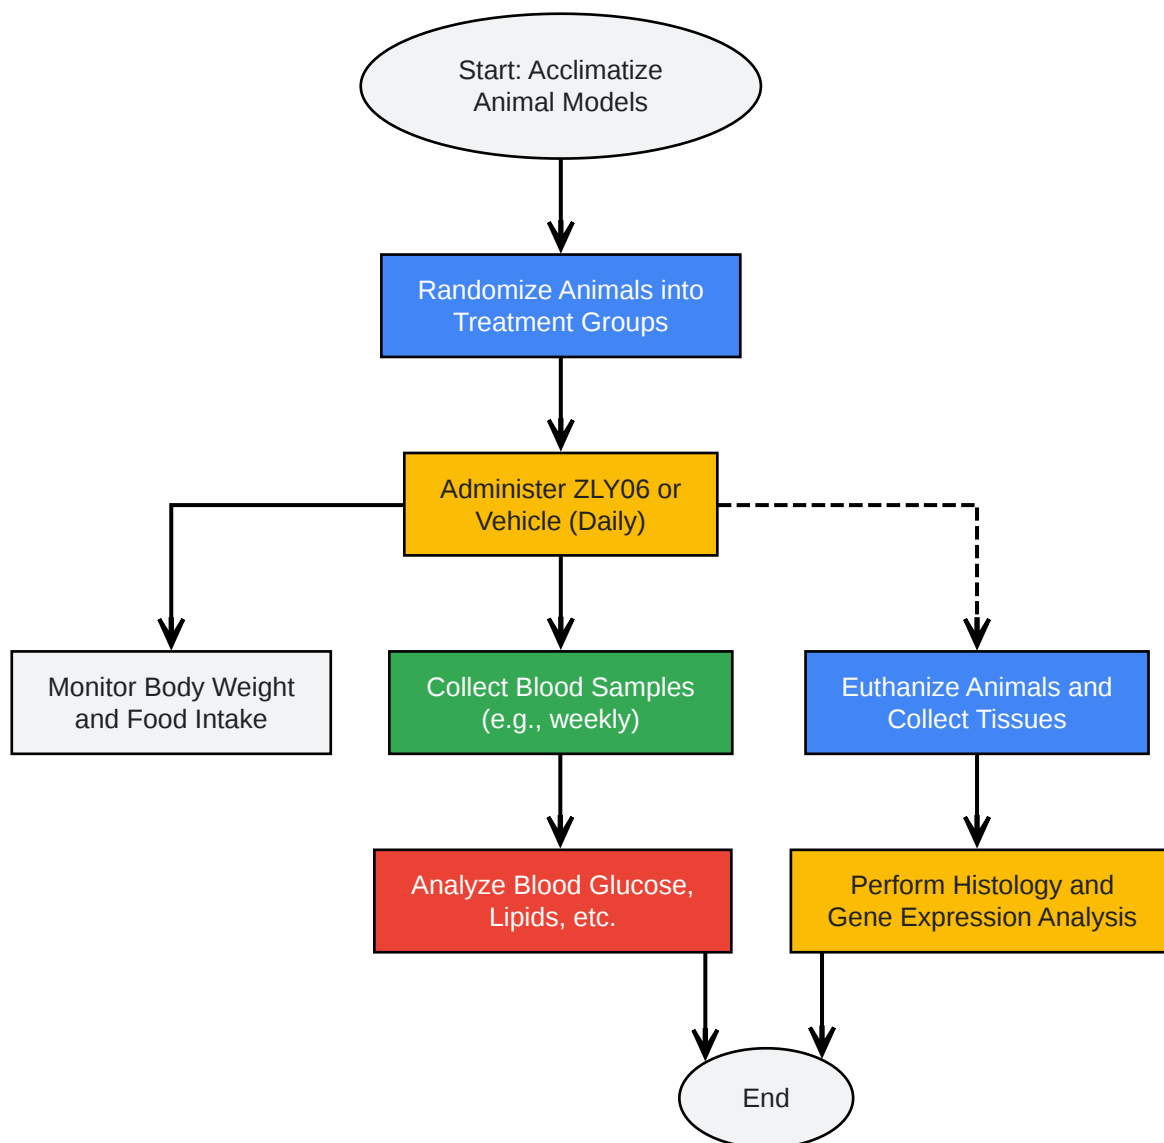 Start: Acclimatize
Animal Models
Randomize Animals into
Treatment Groups
Administer ZLY06 or
Vehicle (Daily)
Monitor Body Weight
and Food Intake
Collect Blood Samples
(e.g., weekly)
Euthanize Animals and
Collect Tissues
Analyze Blood Glucose,
Lipids, etc.
Perform Histology and
Gene Expression Analysis
End